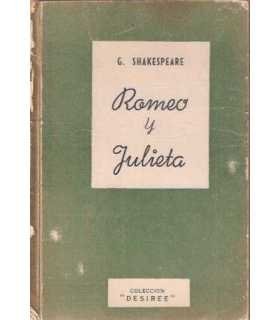 G. SHAKESPEARE
Romeo
y
Julieta
COLECCION
"DESIREE"